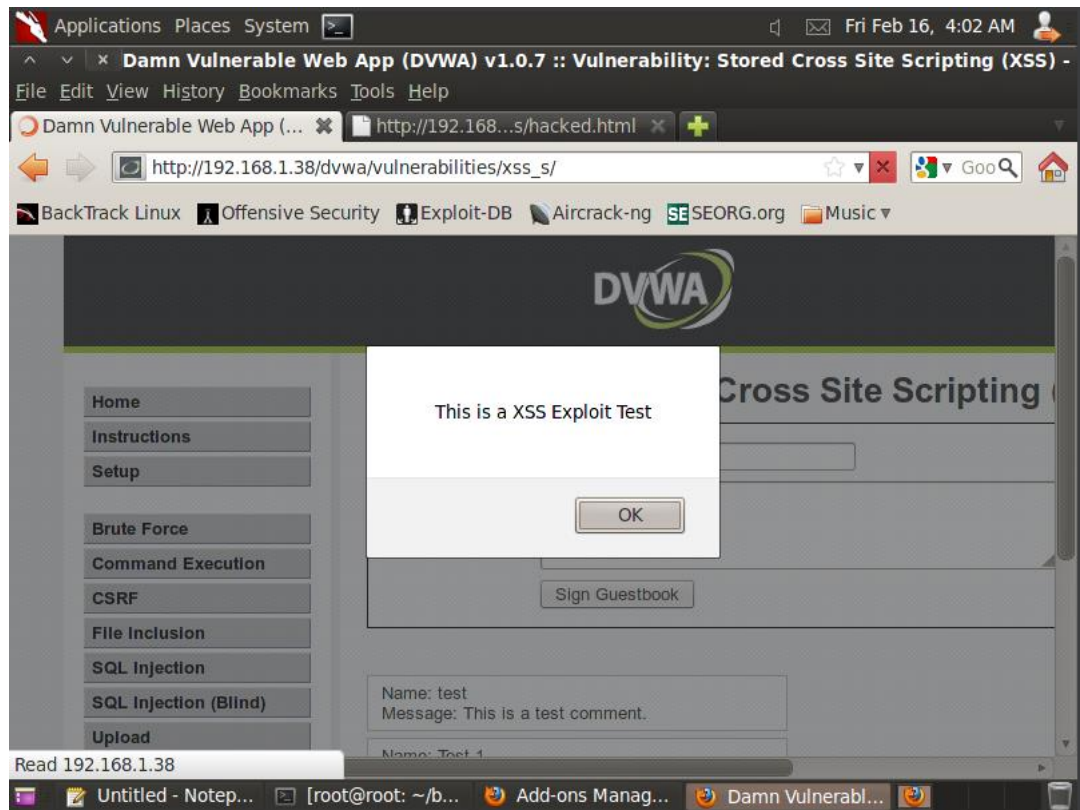 Applications Places System
Fri Feb 16, 4:02 AM
Damn Vulnerable Web App (DVWA) v1.0.7 :: Vulnerability: Stored Cross Site Scripting (XSS) -
File Edit View History Bookmarks Tools Help
Damn Vulnerable Web App (...
http://192.168...s/hacked.html
http://192.168.1.38/dvwa/vulnerabilities/xss_s/
Goo
BackTrack Linux Offensive Security Exploit-DB Aircrack-ng SE SEORG.org Music
DVWA
Cross Site Scripting (
This is a XSS Exploit Test
OK
Home
Instructions
Setup
Brute Force
Command Execution
CSRF
File Inclusion
SQL Injection
SQL Injection (Blind)
Upload
Sign Guestbook
Name: test
Message: This is a test comment.
Name: Test 1
Read 192.168.1.38
Untitled - Notep... [root@root: ~/b... Add-ons Manag... Damn Vulnerabl...